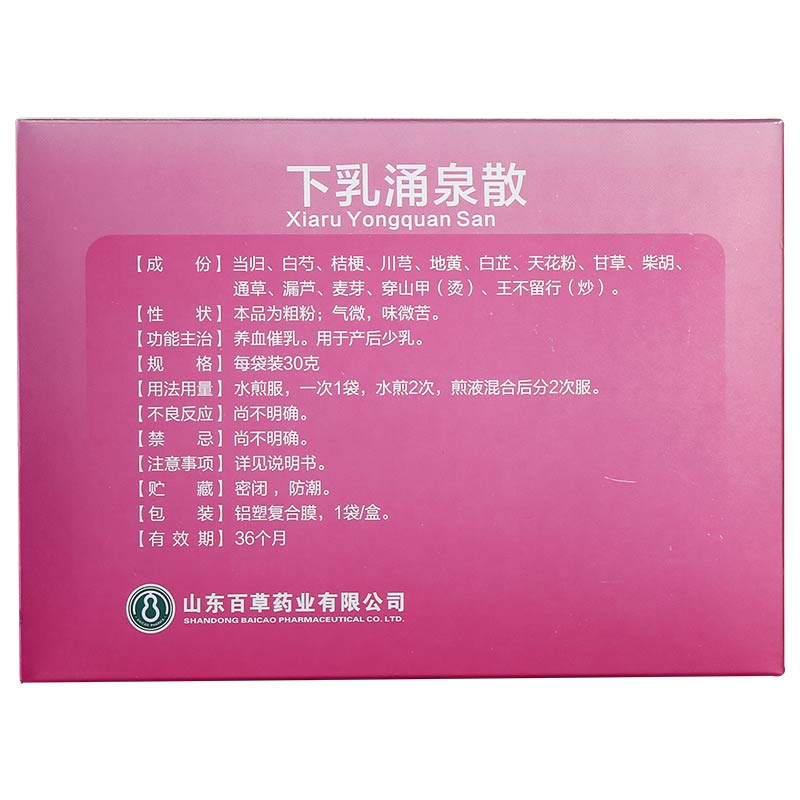 下乳涌泉散
Xiaru Yongquan San
【成份】当归、白芍、桔梗、川芎、地黄、白芷、天花粉、甘草、柴胡、
通草、漏芦、麦芽、穿山甲（烫）、王不留行（炒）。
【性状】本品为粗粉；气微，味微苦。
【功能主治】养血催乳。用于产后少乳。
【规格】每袋装30克
【用法用量】水煎服，一次1袋，水煎2次，煎液混合后分2次服。
【不良反应】尚不明确。
【禁忌】尚不明确。
【注意事项】详见说明书。
【贮藏】密闭，防潮。
【包装】铝塑复合膜，1袋/盒。
【有效期】36个月
山东百草药业有限公司
SHANDONG BAICAO PHARMACEUTICAL CO. LTD.